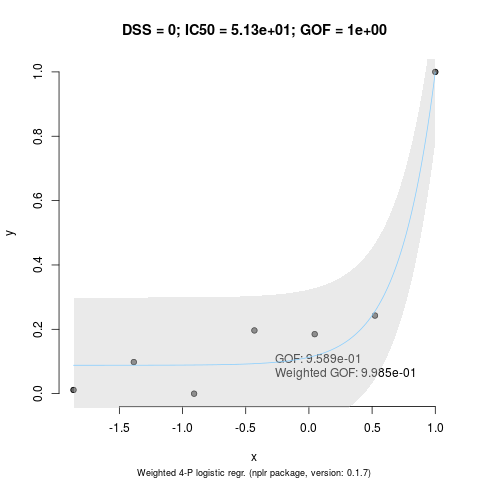 DSS = 0; IC50 = 5.13e+01; GOF = 1e+00
1.0
0.8
0.6
y
0.4
0.2
0.0
GOF: 9.589e-01
Weighted GOF: 9.985e-01
-1.5
-1.0
-0.5
0.0
0.5
1.0
x
Weighted 4-P logistic regr. (nplr package, version: 0.1.7)